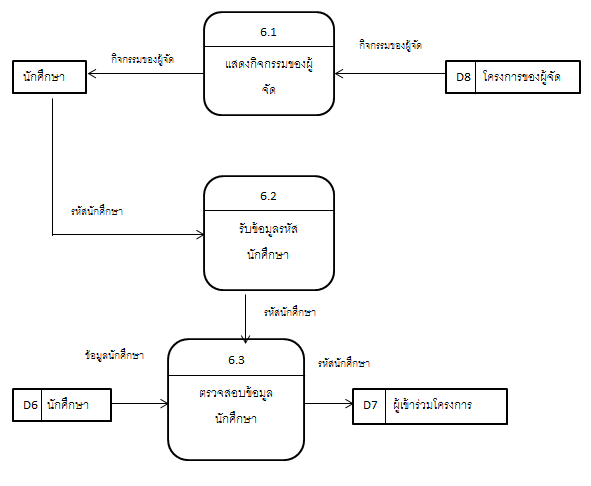 6.1
กิจกรรมของผู้จัด
กิจกรรมของผู้จัด
แสดงกิจกรรมของผู้
จัด
นักศึกษา
D8 โครงการของผู้จัด
6.2
รหัสนักศึกษา
รับข้อมูลรหัส
นักศึกษา
รหัสนักศึกษา
ข้อมูลนักศึกษา
6.3
รหัสนักศึกษา
ตรวจสอบข้อมูล
นักศึกษา
D6 นักศึกษา
D7 ผู้เข้าร่วมโครงการ